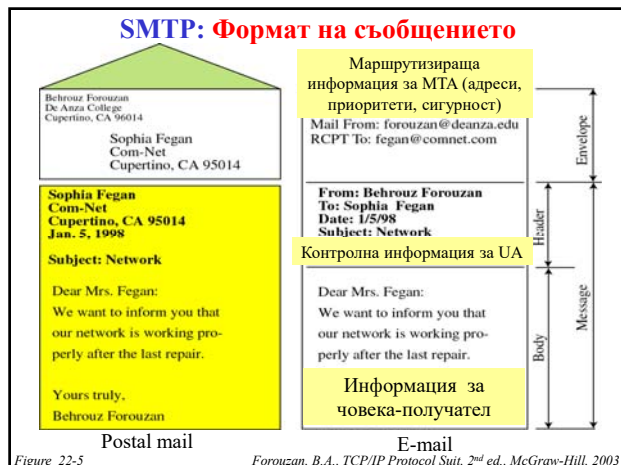 SMTP: Формат на съобщението
Behrouz Forouzan
De Anza College
Cupertino, CA 96014
Sophia Fegan
Com-Net
Cupertino, CA 95014
Sophia Fegan
Com-Net
Cupertino, CA 95014
Jan. 5, 1998
Subject: Network
Dear Mrs. Fegan:
We want to inform you that
our network is working pro-
perly after the last repair.
Yours truly,
Behrouz Forouzan
Postal mail
Маршрутизираща
информация за MTA (адреси,
приоритети, сигурност)
Mail From: forouzan@deanza.edu
RCPT To: fegan@comnet.com
From: Behrouz Forouzan
To: Sophia Fegan
Date: 1/5/98
Subject: Network
Контролна информация за UA
Dear Mrs. Fegan:
We want to inform you that
our network is working pro-
perly after the last repair.
Информация за
човека-получател
E-mail
Envelope
Header
Body
Message
Figure 22-5
Forouzan, B.A., TCP/IP Protocol Suit, 2nd ed., McGraw-Hill, 2003